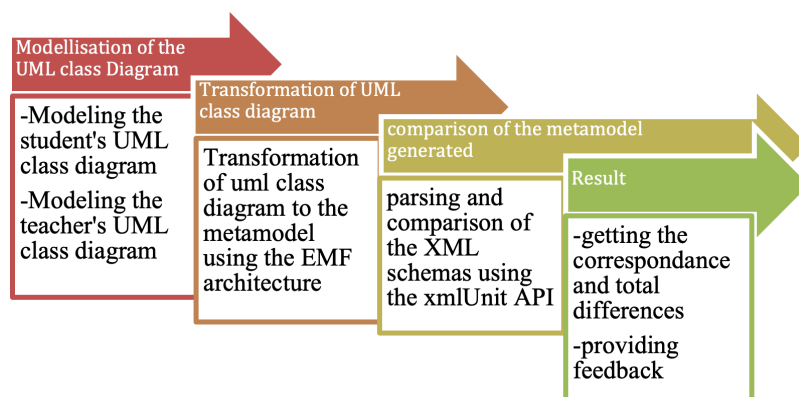 Modellisation of the
UML class Diagram
-Modeling the
student's UML
class diagram
-Modeling the
teacher's UML
class diagram
Transformation of UML
class diagram
Transformation
of uml class
diagram to the
metamodel
using the EMF
architecture
comparison of the metamodel
generated
parsing and
comparison of
the XML
schemas using
the xmlUnit API
Result
-getting the
correspondance
and total
differences
-providing
feedback